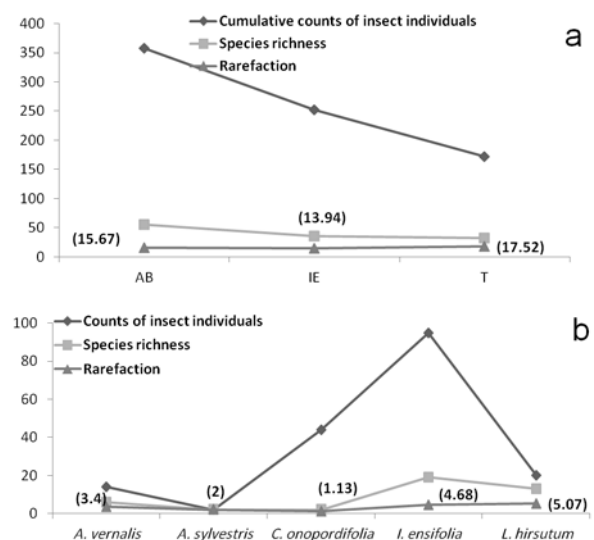 a
Cumulative counts of insect individuals
Species richness
Rarefaction
400
350
300
250
200
150
100
50
0
(15.67)
(13.94)
(17.52)
AB IE T
b
Counts of insect individuals
Species richness
Rarefaction
100
80
60
40
20
0
(3.4)
(2)
(1.13)
(4.68)
(5.07)
A. vernalis A. sylvestris C. onopordifolia I. ensifolia L. hirsutum